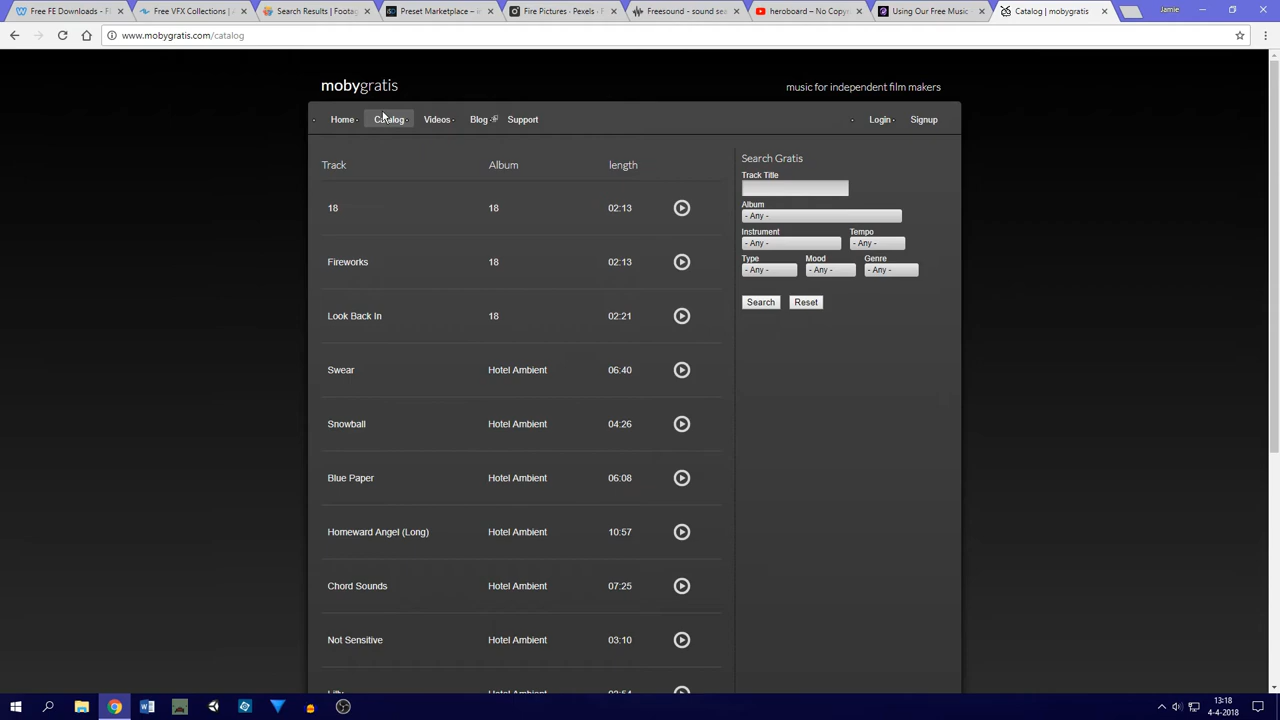 Free FE Downloads - Fo
Free VFX Collections | A
Search Results | Footag
Preset Marketplace – i
Fire Pictures · Pexels · F
Freesound - sound sea
heroboard – No Copyri
Using Our Free Music
Catalog | mobygratis
Jamie
www.mobygratis.com/catalog
mobygratis
music for independent film makers
Home Catalog Videos Blog Support Login Signup
Track Album length
18 18 02:13
Fireworks 18 02:13
Look Back In 18 02:21
Swear Hotel Ambient 06:40
Snowball Hotel Ambient 04:26
Blue Paper Hotel Ambient 06:08
Homeward Angel (Long) Hotel Ambient 10:57
Chord Sounds Hotel Ambient 07:25
Not Sensitive Hotel Ambient 03:10
Search Gratis
Track Title
Album
- Any -
Instrument Tempo
- Any - - Any -
Type Mood Genre
- Any - - Any - - Any -
Search Reset
13:18
4-4-2018